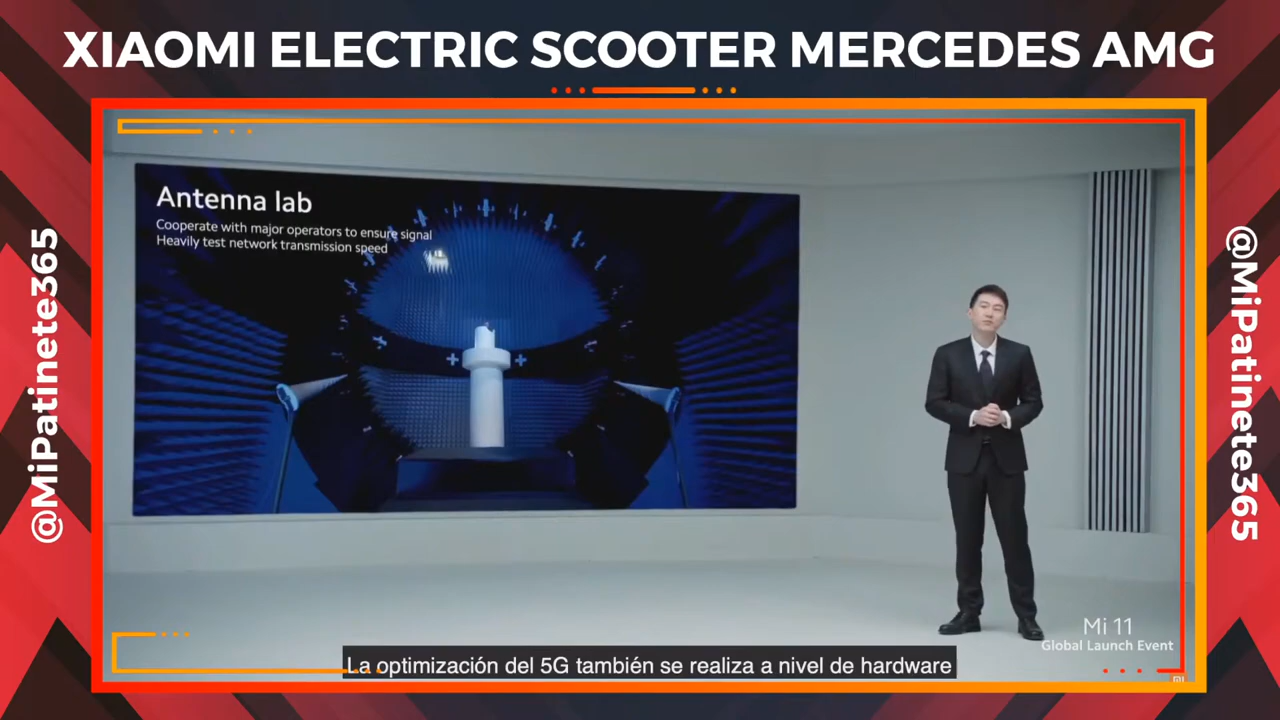 XIAOMI ELECTRIC SCOOTER MERCEDES AMG
@MiPatinete365
Antenna lab
Cooperate with major operators to ensure signal
Heavily test network transmission speed
@MiPatinete365
Mi 11
Global Launch Event
La optimización del 5G también se realiza a nivel de hardware
mi